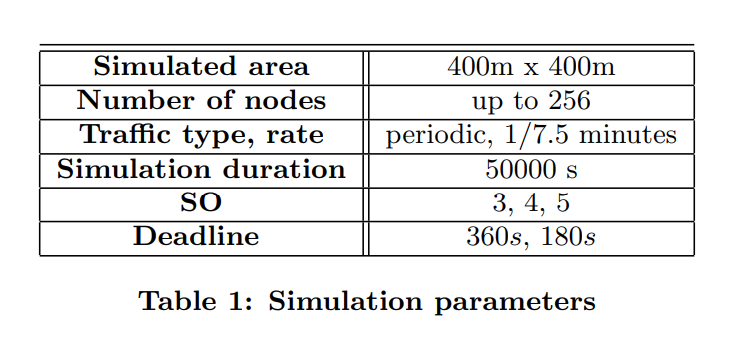 Simulated area 400m x 400m
Number of nodes up to 256
Traffic type, rate periodic, 1/7.5 minutes
Simulation duration 50000 s
SO 3, 4, 5
Deadline 360s, 180s
Table 1: Simulation parameters